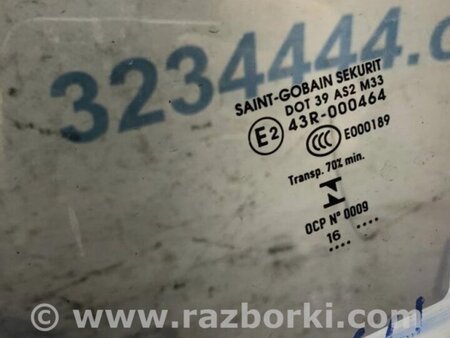 3234444.
SAINT-GOBAIN SEKURIT
DOT 39 AS2 M33
E2 43R-000464
CCC E000189
Transp. 70% min.
OCP N° 0009
.... 16 ....
www.razborki.com